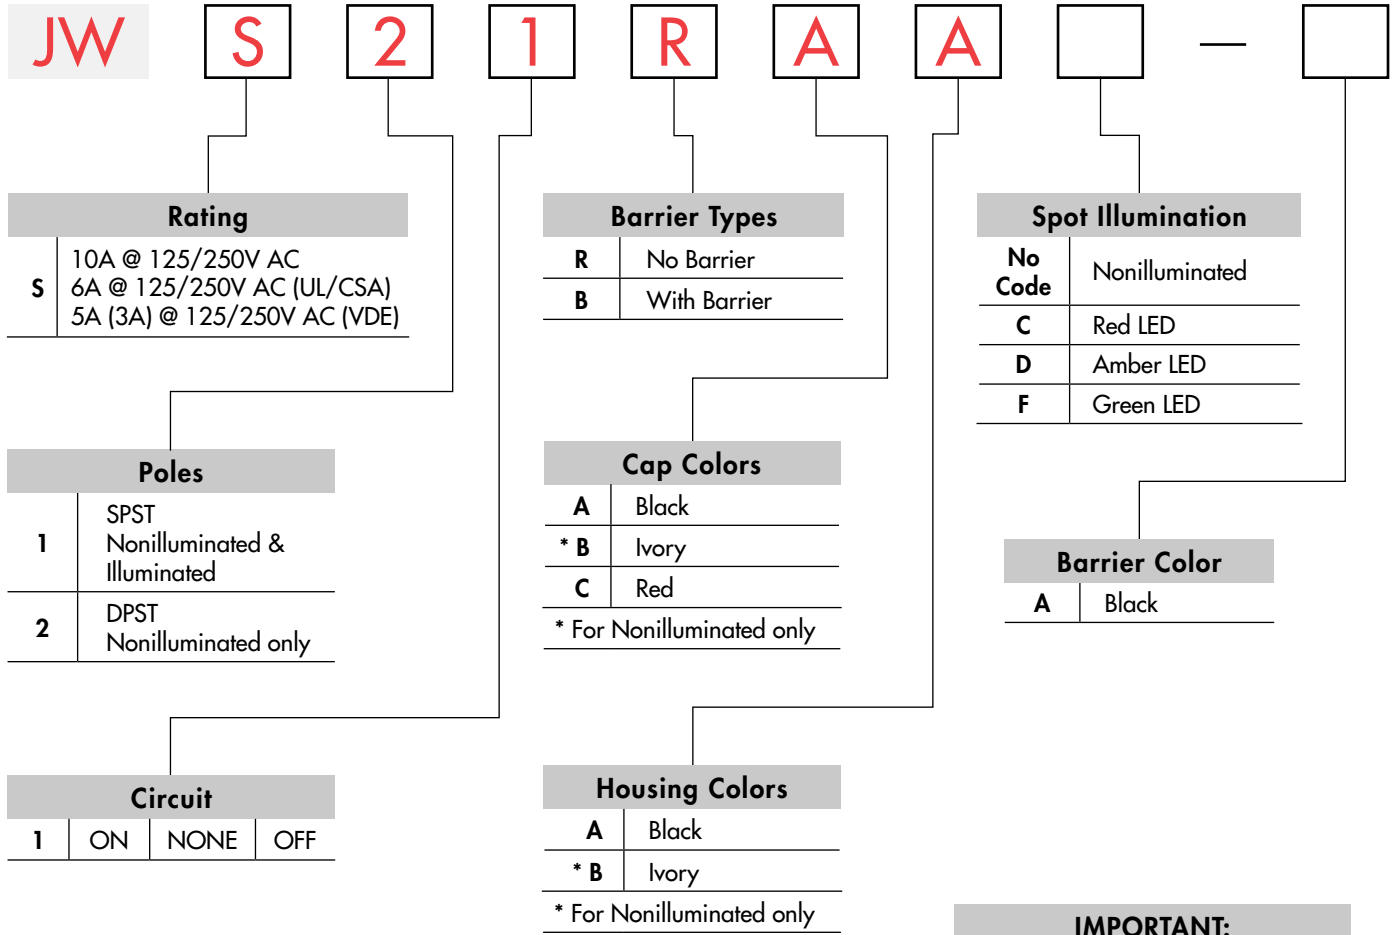 JW S 2 1 R A A —
Rating
S 10A @ 125/250V AC
6A @ 125/250V AC (UL/CSA)
5A (3A) @ 125/250V AC (VDE)
Poles
1 SPST
Nonilluminated &
Illuminated
2 DPST
Nonilluminated only
Circuit
1 ON NONE OFF
Barrier Types
R No Barrier
B With Barrier
Cap Colors
A Black
* B Ivory
C Red
* For Nonilluminated only
Housing Colors
A Black
* B Ivory
* For Nonilluminated only
Spot Illumination
No
Code Nonilluminated
C Red LED
D Amber LED
F Green LED
Barrier Color
A Black
IMPORTANT: